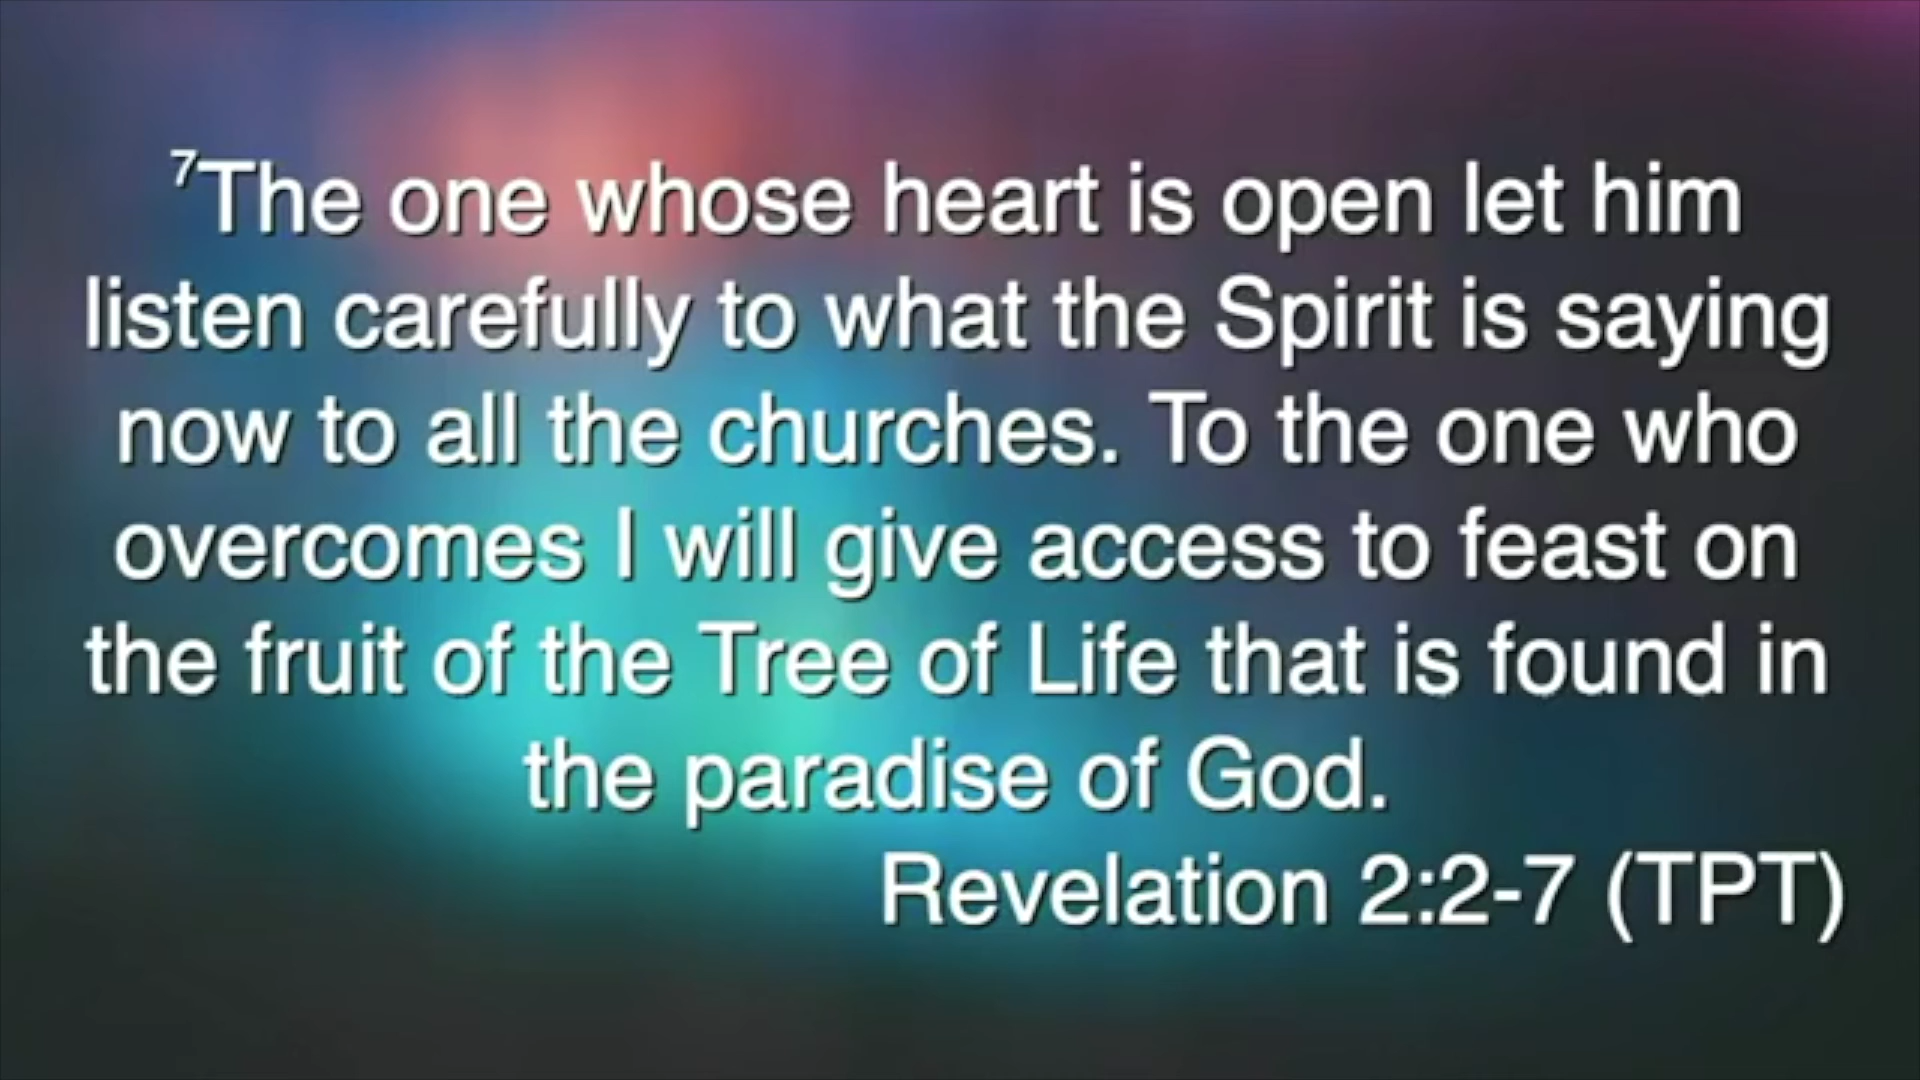 ⁷The one whose heart is open let him
listen carefully to what the Spirit is saying
now to all the churches. To the one who
overcomes I will give access to feast on
the fruit of the Tree of Life that is found in
the paradise of God.
Revelation 2:2-7 (TPT)